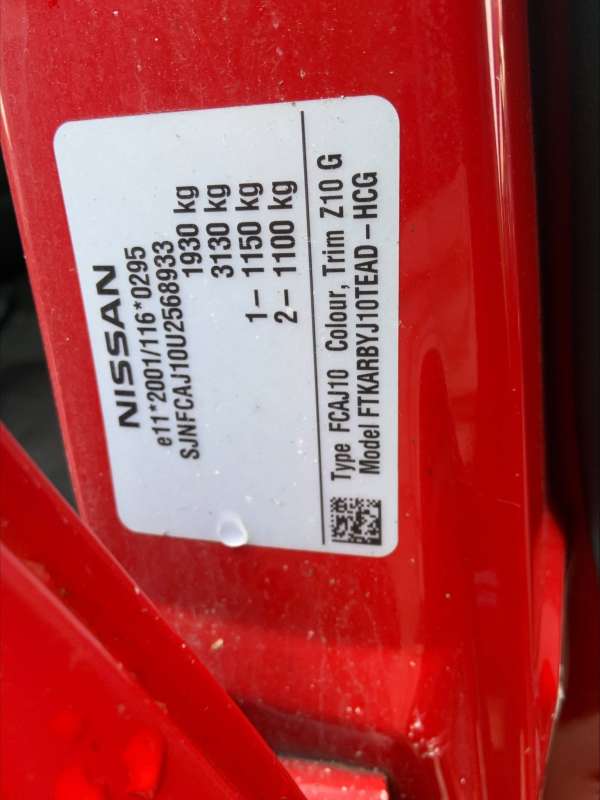 NISSAN
e11*2001/116*0295
SJNFCAJ10U2568933
1930 kg
3130 kg
1– 1150 kg
2– 1100 kg
Type FCAJ10 Colour, Trim Z10 G
Model FTKARBYJ10TEAD–HCG